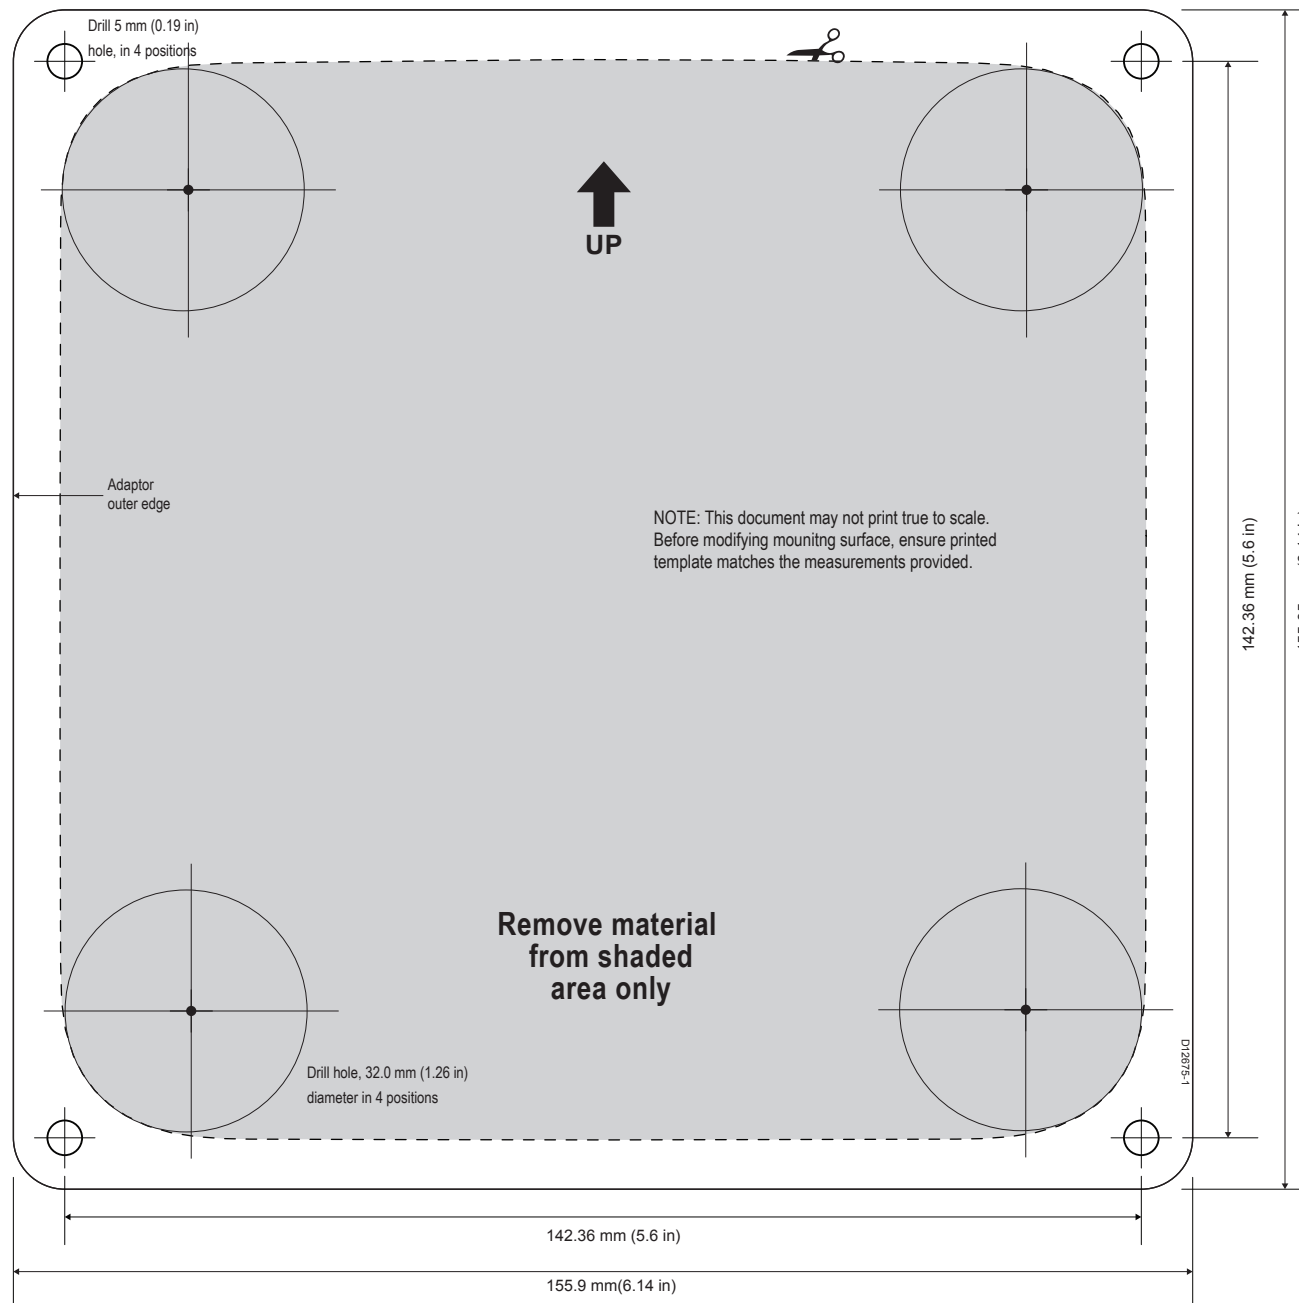 Drill 5 mm (0.19 in)
hole, in 4 positions
UP
Adaptor
outer edge
NOTE: This document may not print true to scale.
Before modifying mounitng surface, ensure printed
template matches the measurements provided.
142.36 mm (5.6 in)
Remove material
from shaded
area only
Drill hole, 32.0 mm (1.26 in)
diameter in 4 positions
D12675-1
142.36 mm (5.6 in)
155.9 mm(6.14 in)